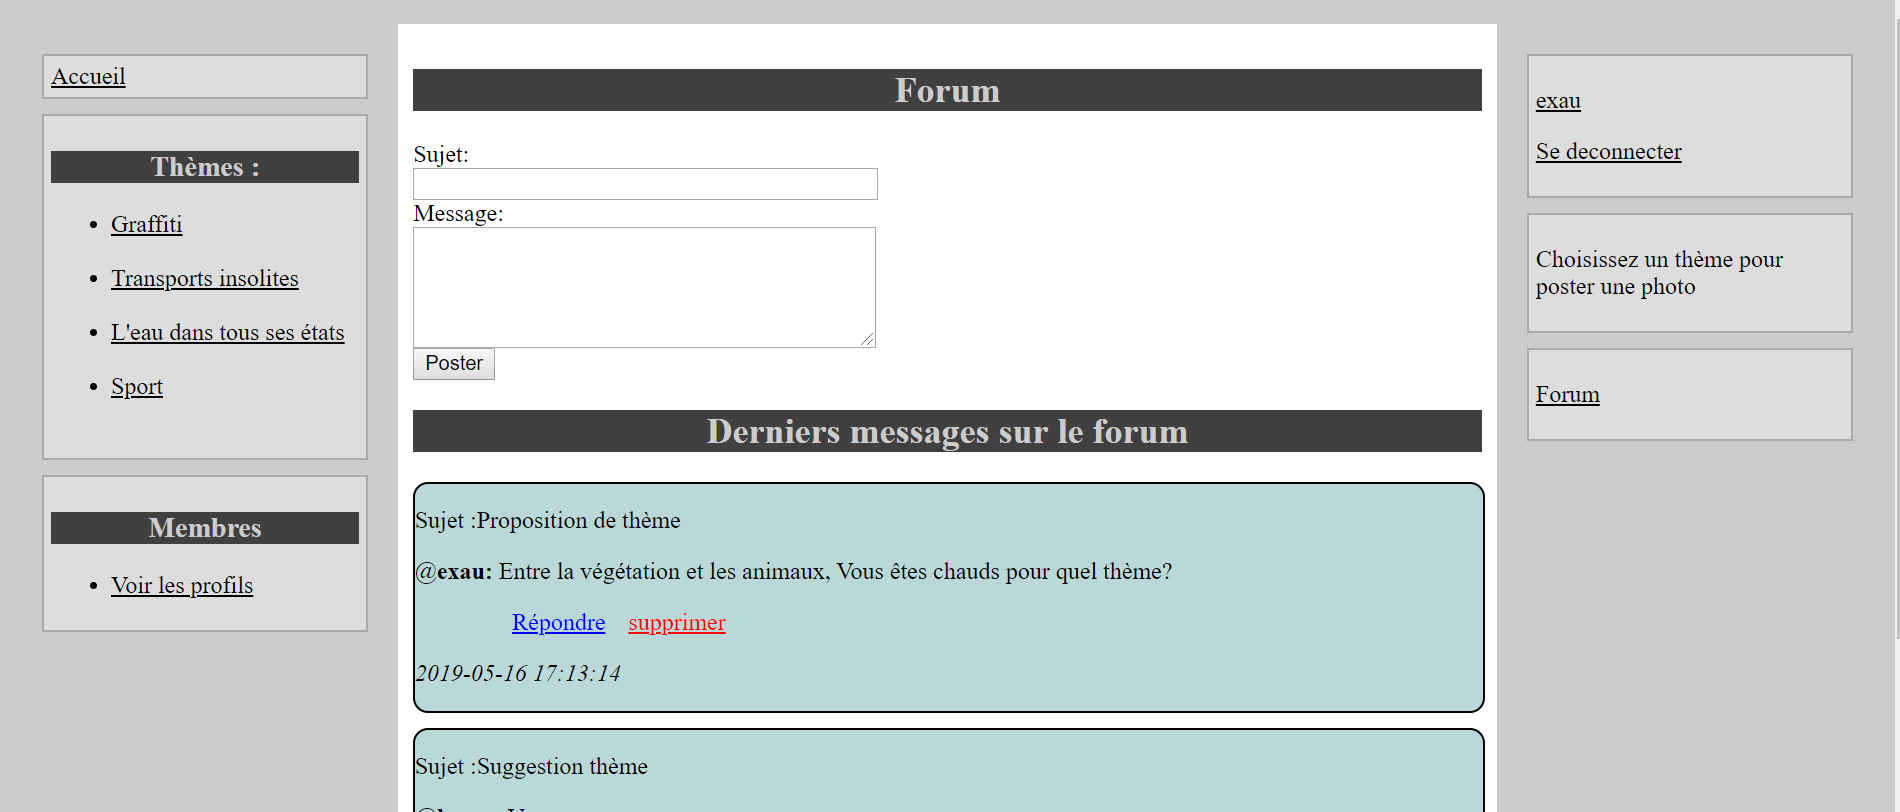 Accueil
Thèmes :
Graffiti
Transports insolites
L'eau dans tous ses états
Sport
Membres
Voir les profils
Forum
Sujet:
Message:
Poster
Derniers messages sur le forum
Sujet :Proposition de thème
@exau: Entre la végétation et les animaux, Vous êtes chauds pour quel thème?
Répondre supprimer
2019-05-16 17:13:14
Sujet :Suggestion thème
exau
Se deconnecter
Choisissez un thème pour
poster une photo
Forum